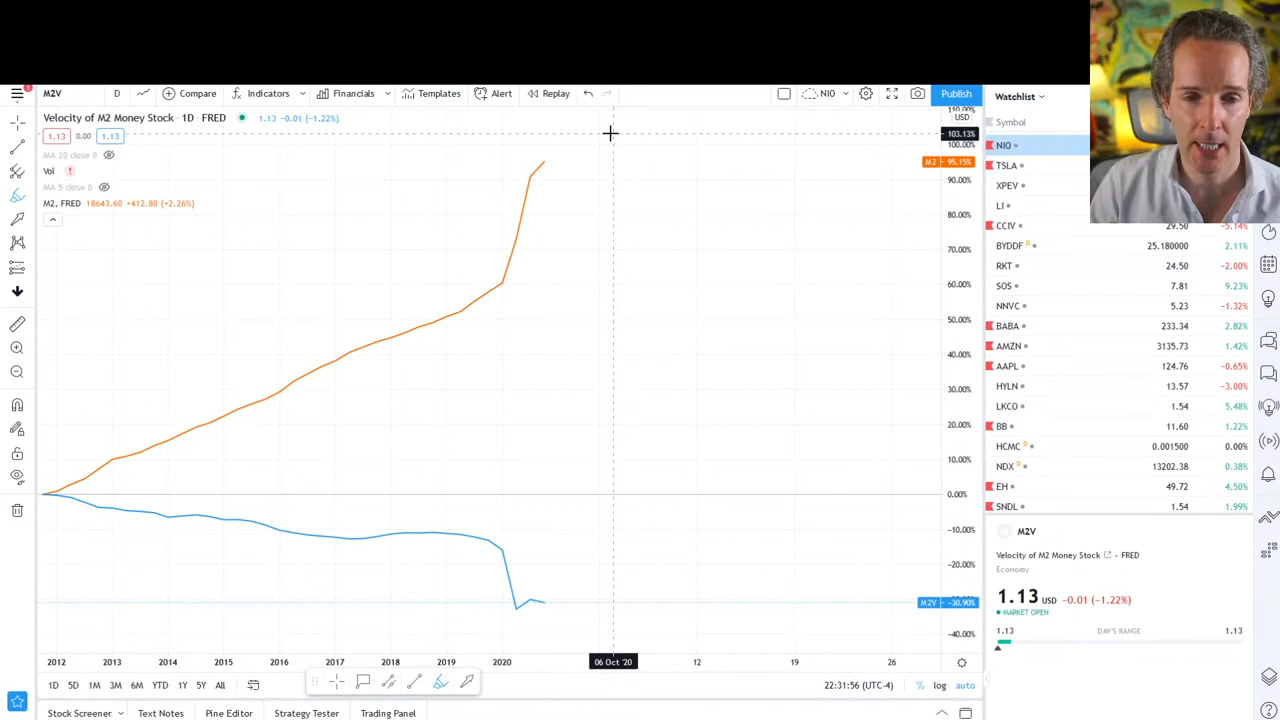 M2V D Compare Indicators Financials Templates Alert Replay NIO Publish
Velocity of M2 Money Stock · 1D · FRED 1.13 −0.01 (−1.22%)
1.13 0.00 1.13
MA 20 close 0
Vol !
MA 5 close 0
M2, FRED 18643.60 +412.80 (+2.26%)
110.00%
USD
103.13%
100.00%
M2 95.15%
90.00%
80.00%
70.00%
60.00%
50.00%
40.00%
30.00%
20.00%
10.00%
0.00%
−10.00%
−20.00%
M2V −30.90%
−40.00%
2012 2013 2014 2015 2016 2017 2018 2019 2020 06 Oct '20 12 19 26
1D 5D 1M 3M 6M YTD 1Y 5Y All 22:31:56 (UTC-4) % log auto
Stock Screener Text Notes Pine Editor Strategy Tester Trading Panel
Watchlist
Symbol
NIO
TSLA
XPEV
LI
CCIV 29.50 −5.14%
BYDDF D 25.180000 2.11%
RKT 24.50 −2.00%
SOS 7.81 9.23%
NNVC 5.23 −1.32%
BABA 233.34 2.82%
AMZN 3135.73 1.42%
AAPL 124.76 −0.65%
HYLN 13.57 −3.00%
LKCO 1.54 5.48%
BB 11.60 1.22%
HCMC D 0.001500 0.00%
NDX D 13202.38 0.38%
EH 49.72 4.50%
SNDL 1.54 1.99%
M2V
Velocity of M2 Money Stock • FRED
Economy
1.13 USD −0.01 (−1.22%)
MARKET OPEN
1.13 DAY'S RANGE 1.13